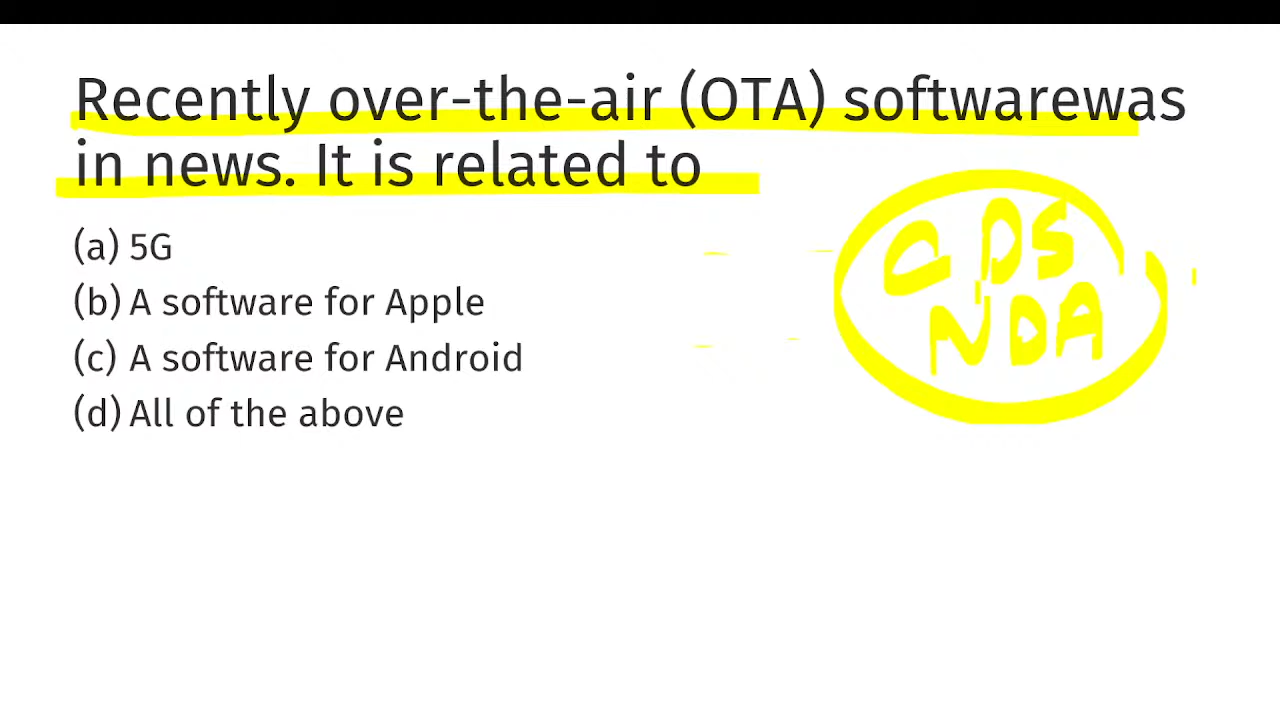 Recently over-the-air (OTA) softwarewas
in news. It is related to
(a) 5G
(b) A software for Apple
(c) A software for Android
(d) All of the above
CDS
NDA